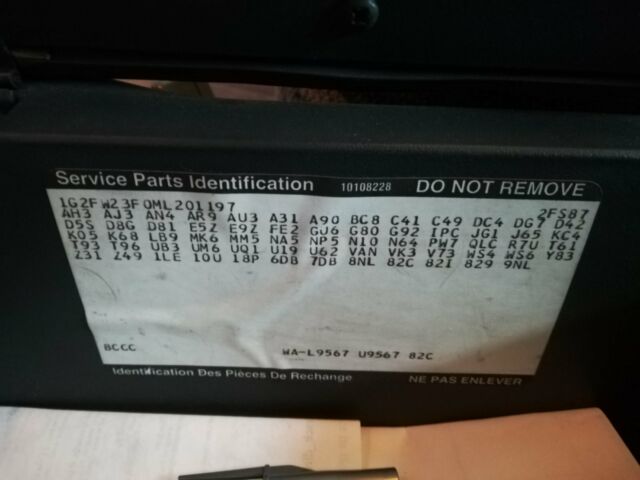 Service Parts Identification 10108228 DO NOT REMOVE
1G2FW23F0ML201197 2FS87
AH3 AJ3 AN4 AR9 AU3 A31 A90 BC8 C41 C49 DC4 DG7 D42
D5S D8G D81 E5Z E9Z FE2 GJ6 G80 G92 IPC JG1 J65 KC4
K05 K68 LB9 MK6 MM5 NA5 NP5 N10 N64 PW7 QLC R7U T61
T93 T96 UB3 UM6 UQ1 U19 U62 VAN VK3 V73 WS4 WS6 Y83
Z31 Z49 1LE 10U 18P 6DB 7DB 8NL 82C 82I 829 9NL
BCCC WA-L9567 U9567 82C
Identification Des Pièces De Rechange NE PAS ENLEVER